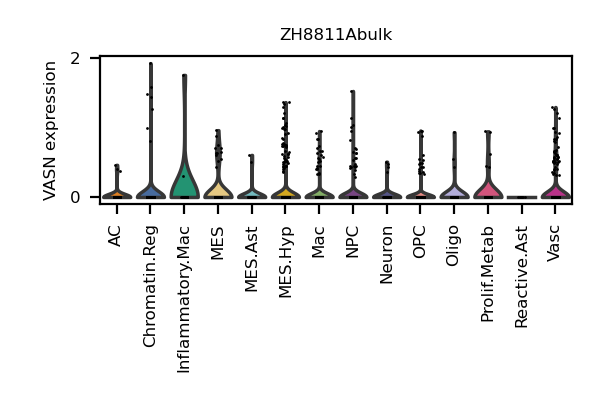 ZH8811Abulk
VASN expression
2
0
AC
Chromatin.Reg
Inflammatory.Mac
MES
MES.Ast
MES.Hyp
Mac
NPC
Neuron
OPC
Oligo
Prolif.Metab
Reactive.Ast
Vasc